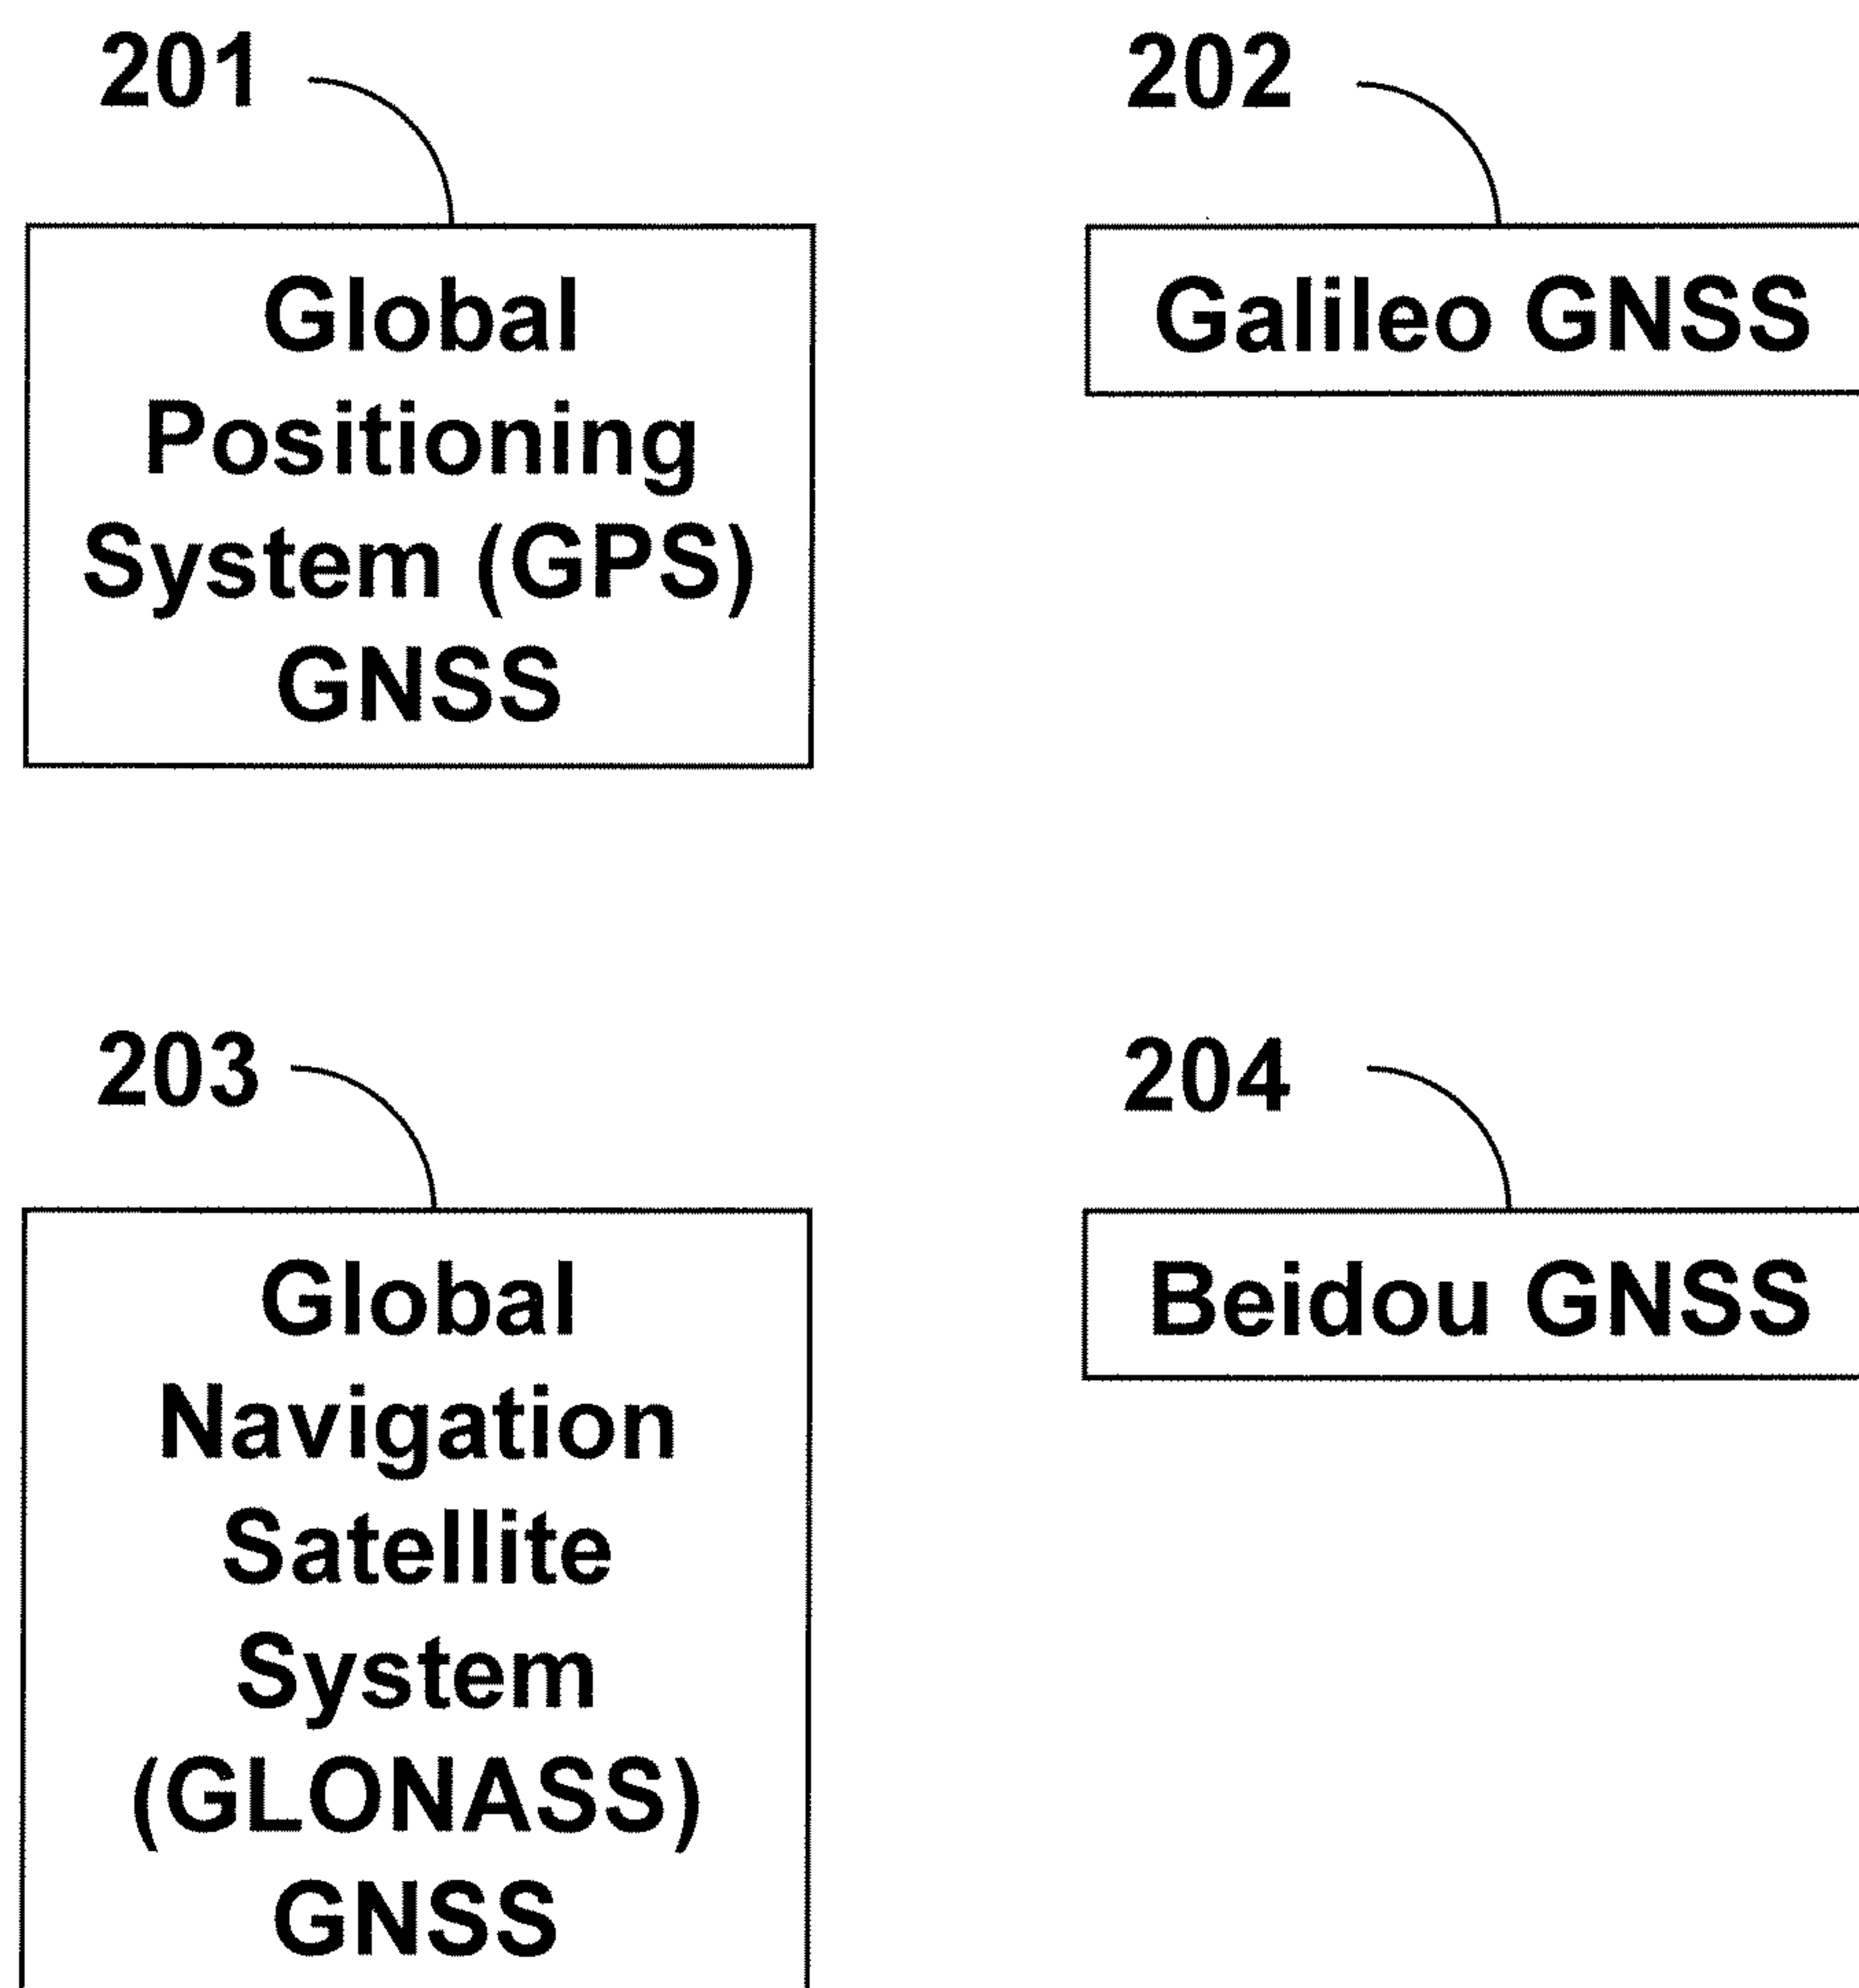 201
Global
Positioning
System (GPS)
GNSS
202
Galileo GNSS
203
Global
Navigation
Satellite
System
(GLONASS)
GNSS
204
Beidou GNSS